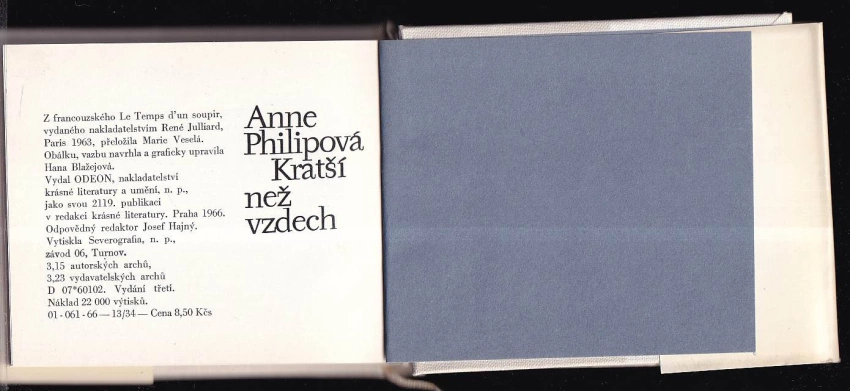 Z francouzského Le Temps d'un soupir,
vydaného nakladatelstvím René Julliard,
Paris 1963, přeložila Marie Veselá.
Obálku, vazbu navrhla a graficky upravila
Hana Blažejová.
Vydal ODEON, nakladatelství
krásné literatury a umění, n. p.,
jako svou 2119. publikaci
v redakci krásné literatury. Praha 1966.
Odpovědný redaktor Josef Hajný.
Vytiskla Severografia, n. p.,
závod 06, Turnov.
3,15 autorských archů,
3,23 vydavatelských archů
D 07*60102. Vydání třetí.
Náklad 22 000 výtisků.
01 - 061 - 66 — 13/34 — Cena 8,50 Kčs
Anne
Philipová
Kratší
než
vzdech